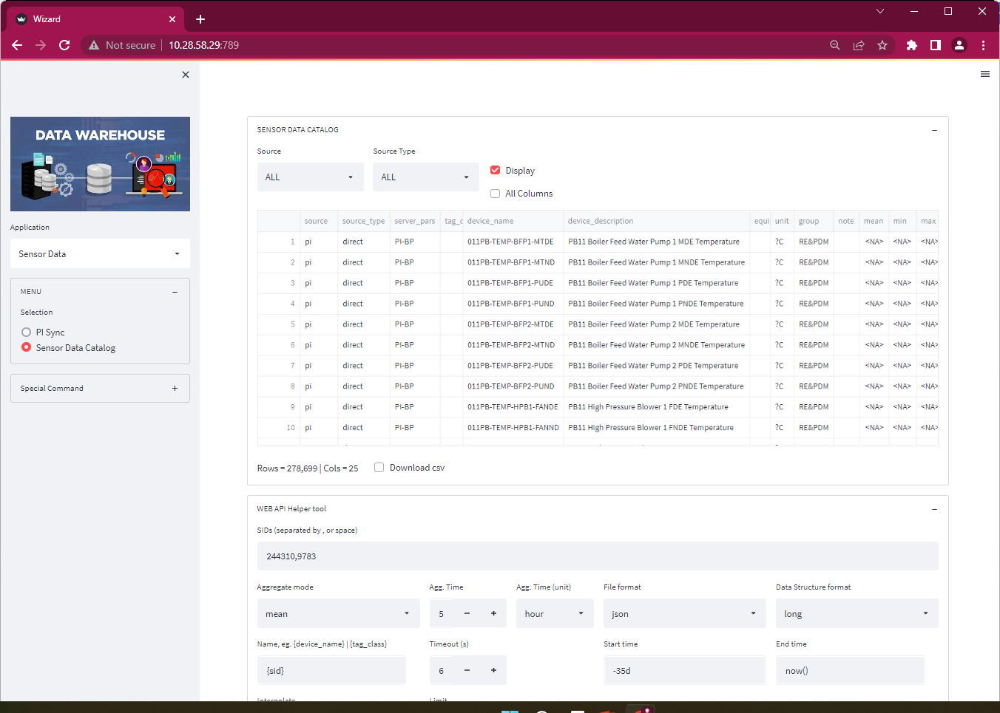 Wizard
Not secure | 10.28.58.29:789
DATA WAREHOUSE
Application
Sensor Data
MENU
Selection
PI Sync
Sensor Data Catalog
Special Command
SENSOR DATA CATALOG
Source Source Type
ALL ALL
Display
All Columns
source source_type server_pars tag_c device_name device_description equi unit group note mean min max
1 pi direct PI-BP 011PB-TEMP-BFP1-MTDE PB11 Boiler Feed Water Pump 1 MDE Temperature ?C RE&PDM <NA> <NA> <NA>
2 pi direct PI-BP 011PB-TEMP-BFP1-MTND PB11 Boiler Feed Water Pump 1 MNDE Temperature ?C RE&PDM <NA> <NA> <NA>
3 pi direct PI-BP 011PB-TEMP-BFP1-PUDE PB11 Boiler Feed Water Pump 1 PDE Temperature ?C RE&PDM <NA> <NA> <NA>
4 pi direct PI-BP 011PB-TEMP-BFP1-PUND PB11 Boiler Feed Water Pump 1 PNDE Temperature ?C RE&PDM <NA> <NA> <NA>
5 pi direct PI-BP 011PB-TEMP-BFP2-MTDE PB11 Boiler Feed Water Pump 2 MDE Temperature ?C RE&PDM <NA> <NA> <NA>
6 pi direct PI-BP 011PB-TEMP-BFP2-MTND PB11 Boiler Feed Water Pump 2 MNDE Temperature ?C RE&PDM <NA> <NA> <NA>
7 pi direct PI-BP 011PB-TEMP-BFP2-PUDE PB11 Boiler Feed Water Pump 2 PDE Temperature ?C RE&PDM <NA> <NA> <NA>
8 pi direct PI-BP 011PB-TEMP-BFP2-PUND PB11 Boiler Feed Water Pump 2 PNDE Temperature ?C RE&PDM <NA> <NA> <NA>
9 pi direct PI-BP 011PB-TEMP-HPB1-FANDE PB11 High Pressure Blower 1 FDE Temperature ?C RE&PDM <NA> <NA> <NA>
10 pi direct PI-BP 011PB-TEMP-HPB1-FANND PB11 High Pressure Blower 1 FNDE Temperature ?C RE&PDM <NA> <NA> <NA>
Rows = 278,699 | Cols = 25 Download csv
WEB API Helper tool
SIDs (separated by , or space)
244310,9783
Aggregate mode Agg. Time Agg. Time (unit) File format Data Structure format
mean 5 hour json long
Name, eg. {device_name} | {tag_class} Timeout (s) Start time End time
{sid} 6 -35d now()
Interpolate Limit